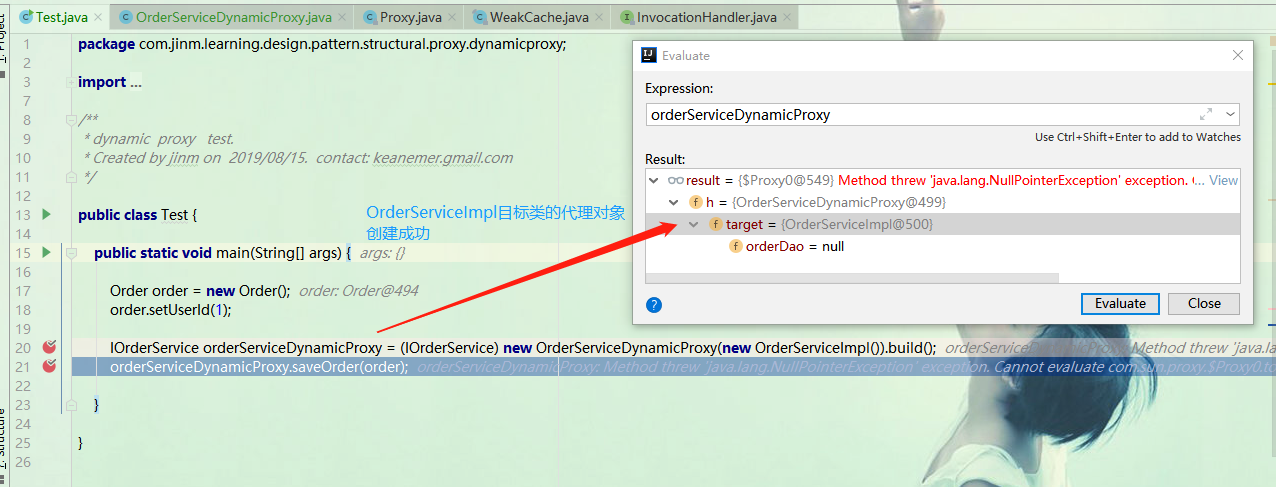 1: Project
Test.java
OrderServiceDynamicProxy.java
Proxy.java
WeakCache.java
InvocationHandler.java
1 package com.jinm.learning.design.pattern.structural.proxy.dynamicproxy;
2
3 import ...
7
8 /**
9 * dynamic proxy test.
10 * Created by jinm on 2019/08/15. contact: keanemer.gmail.com
11 */
12
13 public class Test {
14
OrderServiceImpl目标类的代理对象
创建成功
15 public static void main(String[] args) { args: {}
16
17 Order order = new Order(); order: Order@494
18 order.setUserId(1);
19
20 IOrderService orderServiceDynamicProxy = (IOrderService) new OrderServiceDynamicProxy(new OrderServiceImpl()).build(); orderServiceDynamicProxy: Method threw 'java.la
21 orderServiceDynamicProxy.saveOrder(order); orderServiceDynamicProxy: Method threw 'java.lang.NullPointerException' exception. Cannot evaluate com.sun.proxy.$Proxy0.to
22
23 }
24
25 }
26
Z: Structure
Evaluate
Expression:
orderServiceDynamicProxy
Use Ctrl+Shift+Enter to add to Watches
Result:
result = {$Proxy0@549} Method threw 'java.lang.NullPointerException' exception. C... View
h = {OrderServiceDynamicProxy@499}
target = {OrderServiceImpl@500}
orderDao = null
?
Evaluate
Close